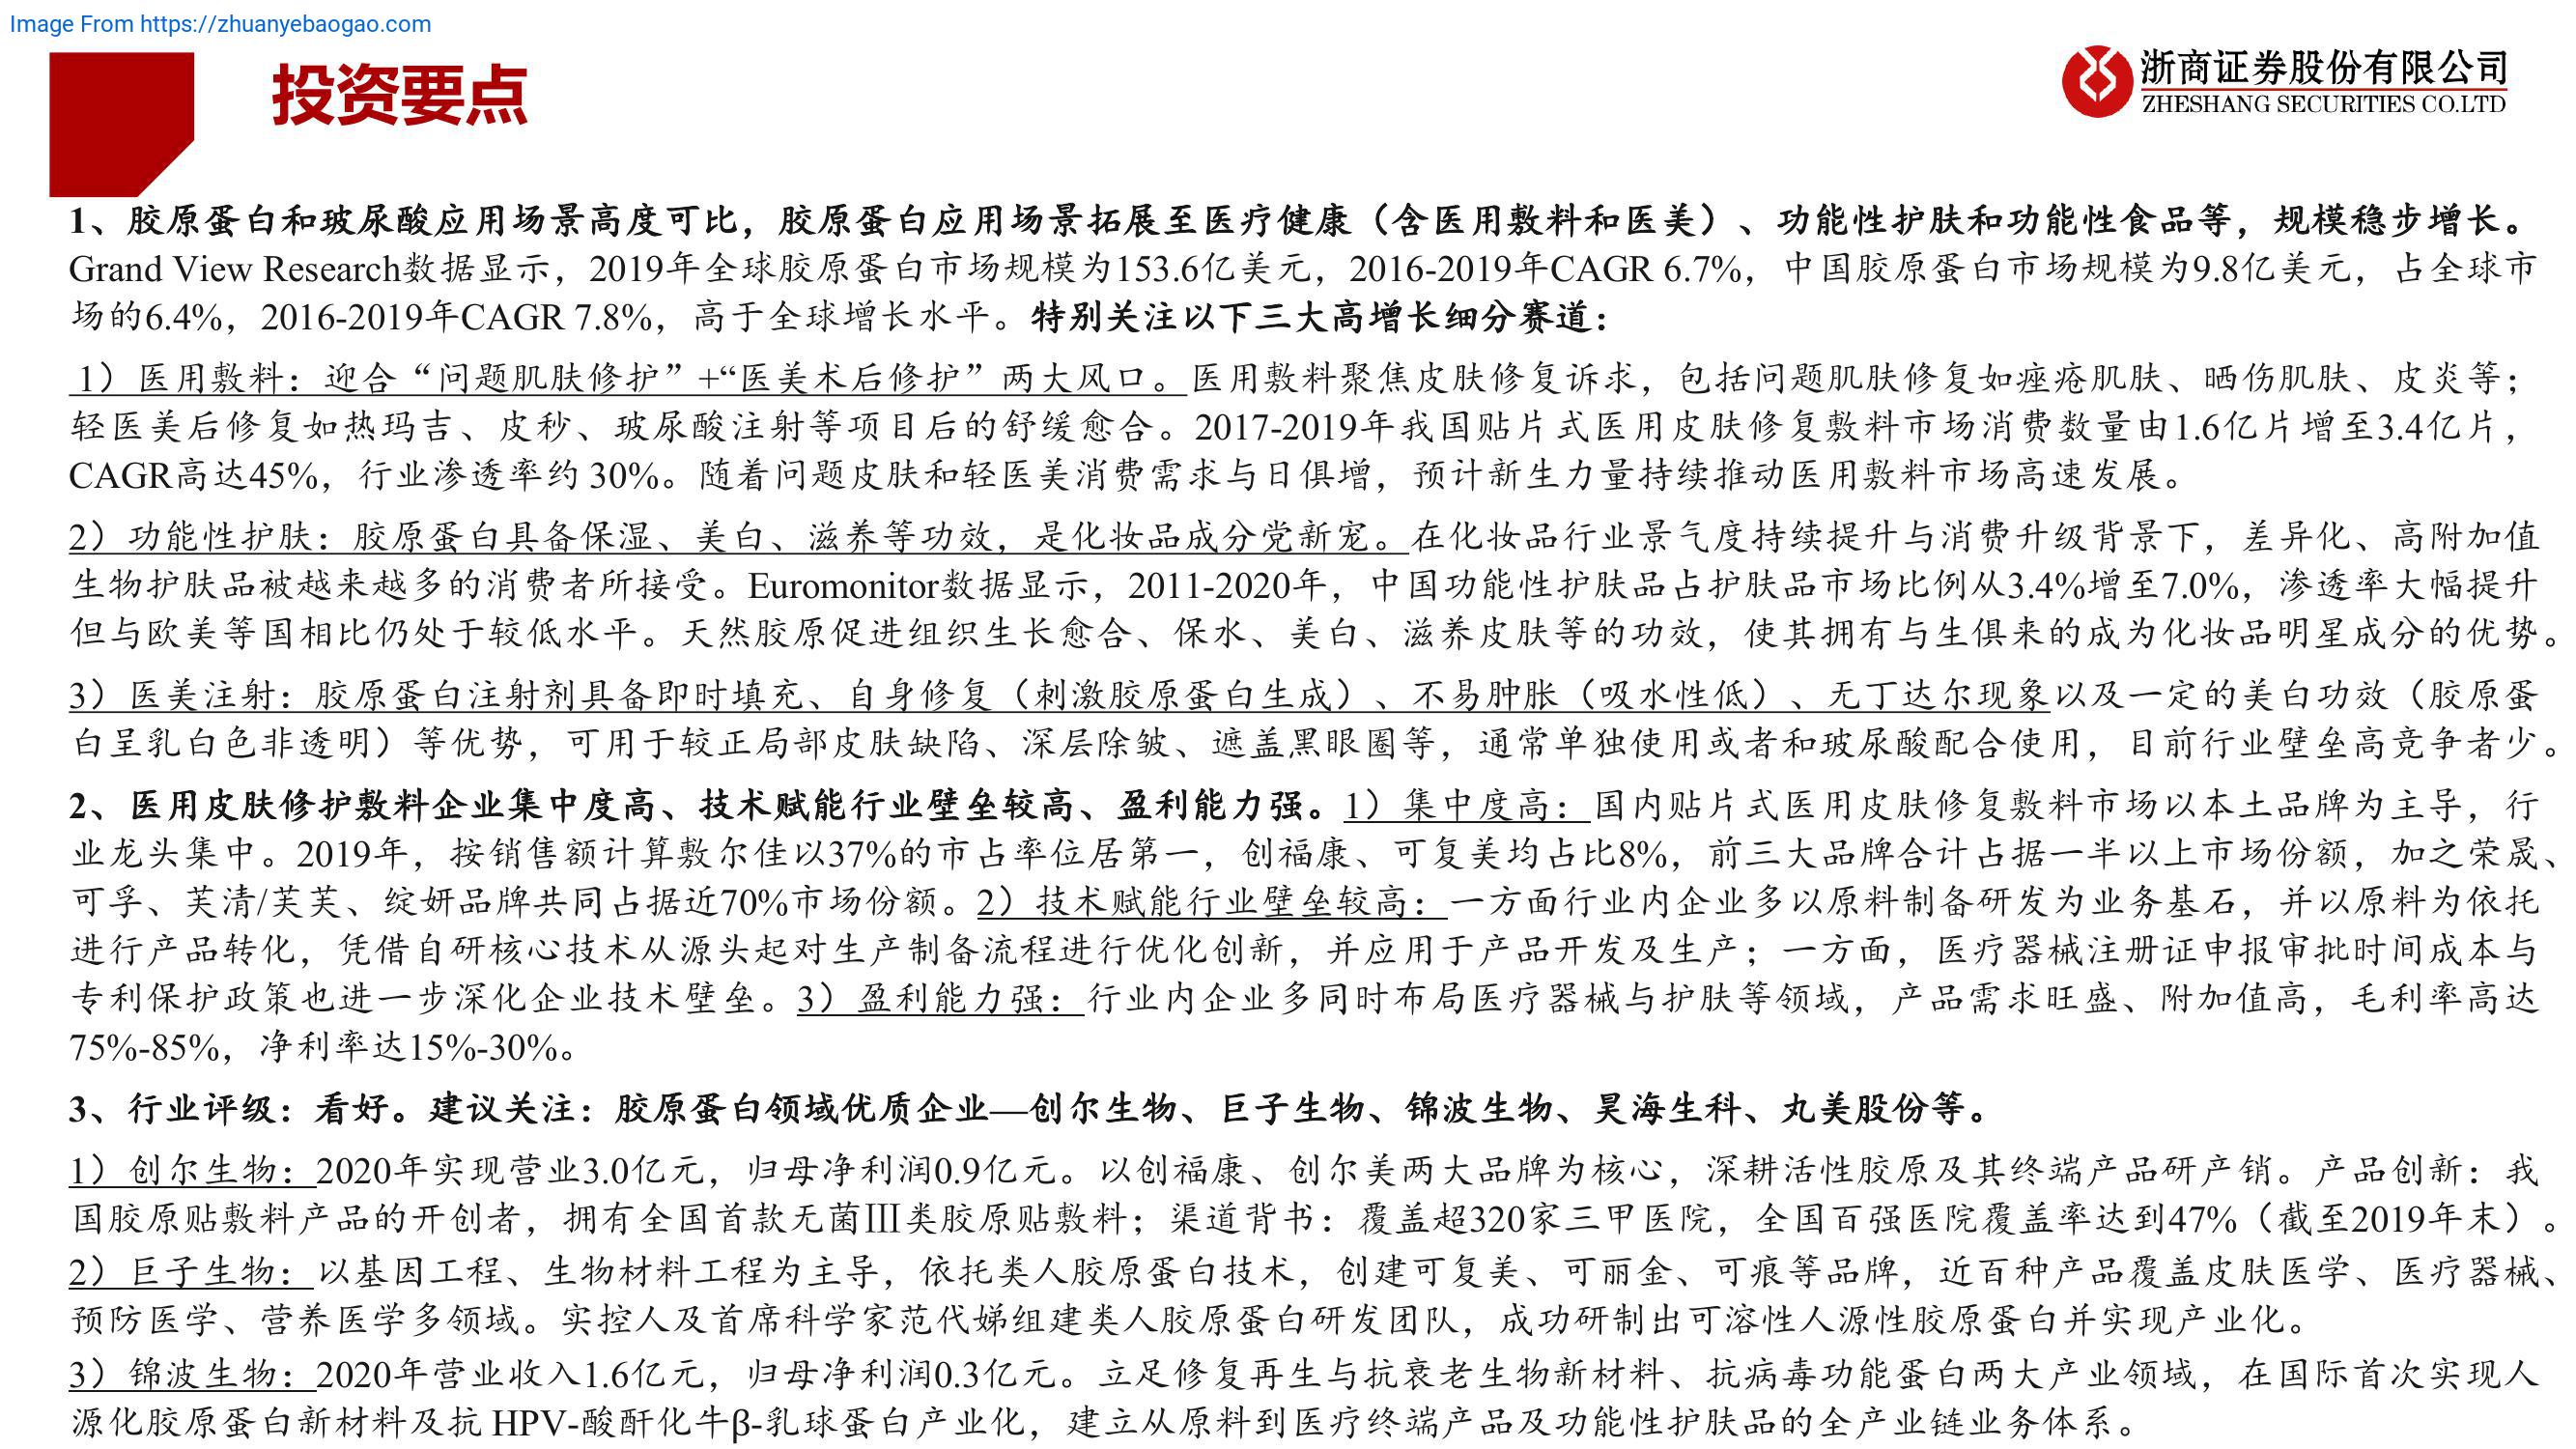 Image From https://zhuanyebaogao.com
投资要点
浙商证券股份有限公司
ZHESHANG SECURITIES CO.LTD
1、胶原蛋白和玻尿酸应用场景高度可比，胶原蛋白应用场景拓展至医疗健康（含医用敷料和医美）、功能性护肤和功能性食品等，规模稳步增长。
Grand View Research数据显示，2019年全球胶原蛋白市场规模为153.6亿美元，2016-2019年CAGR 6.7%，中国胶原蛋白市场规模为9.8亿美元，占全球市
场的6.4%，2016-2019年CAGR 7.8%，高于全球增长水平。特别关注以下三大高增长细分赛道：
1）医用敷料：迎合“问题肌肤修护”+“医美术后修护”两大风口。医用敷料聚焦皮肤修复诉求，包括问题肌肤修复如痤疮肌肤、晒伤肌肤、皮炎等；
轻医美后修复如热玛吉、皮秒、玻尿酸注射等项目后的舒缓愈合。2017-2019年我国贴片式医用皮肤修复敷料市场消费数量由1.6亿片增至3.4亿片，
CAGR高达45%，行业渗透率约 30%。随着问题皮肤和轻医美消费需求与日俱增，预计新生力量持续推动医用敷料市场高速发展。
2）功能性护肤：胶原蛋白具备保湿、美白、滋养等功效，是化妆品成分党新宠。在化妆品行业景气度持续提升与消费升级背景下，差异化、高附加值
生物护肤品被越来越多的消费者所接受。Euromonitor数据显示，2011-2020年，中国功能性护肤品占护肤品市场比例从3.4%增至7.0%，渗透率大幅提升
但与欧美等国相比仍处于较低水平。天然胶原促进组织生长愈合、保水、美白、滋养皮肤等的功效，使其拥有与生俱来的成为化妆品明星成分的优势。
3）医美注射：胶原蛋白注射剂具备即时填充、自身修复（刺激胶原蛋白生成）、不易肿胀（吸水性低）、无丁达尔现象以及一定的美白功效（胶原蛋
白呈乳白色非透明）等优势，可用于较正局部皮肤缺陷、深层除皱、遮盖黑眼圈等，通常单独使用或者和玻尿酸配合使用，目前行业壁垒高竞争者少。
2、医用皮肤修护敷料企业集中度高、技术赋能行业壁垒较高、盈利能力强。1）集中度高：国内贴片式医用皮肤修复敷料市场以本土品牌为主导，行
业龙头集中。2019年，按销售额计算敷尔佳以37%的市占率位居第一，创福康、可复美均占比8%，前三大品牌合计占据一半以上市场份额，加之荣晟、
可孚、芙清/芙芙、绽妍品牌共同占据近70%市场份额。2）技术赋能行业壁垒较高：一方面行业内企业多以原料制备研发为业务基石，并以原料为依托
进行产品转化，凭借自研核心技术从源头起对生产制备流程进行优化创新，并应用于产品开发及生产；一方面，医疗器械注册证申报审批时间成本与
专利保护政策也进一步深化企业技术壁垒。3）盈利能力强：行业内企业多同时布局医疗器械与护肤等领域，产品需求旺盛、附加值高，毛利率高达
75%-85%，净利率达15%-30%。
3、行业评级：看好。建议关注：胶原蛋白领域优质企业—创尔生物、巨子生物、锦波生物、昊海生科、丸美股份等。
1）创尔生物：2020年实现营业3.0亿元，归母净利润0.9亿元。以创福康、创尔美两大品牌为核心，深耕活性胶原及其终端产品研产销。产品创新：我
国胶原贴敷料产品的开创者，拥有全国首款无菌Ⅲ类胶原贴敷料；渠道背书：覆盖超320家三甲医院，全国百强医院覆盖率达到47%（截至2019年末）。
2）巨子生物：以基因工程、生物材料工程为主导，依托类人胶原蛋白技术，创建可复美、可丽金、可痕等品牌，近百种产品覆盖皮肤医学、医疗器械、
预防医学、营养医学多领域。实控人及首席科学家范代娣组建类人胶原蛋白研发团队，成功研制出可溶性人源性胶原蛋白并实现产业化。
3）锦波生物：2020年营业收入1.6亿元，归母净利润0.3亿元。立足修复再生与抗衰老生物新材料、抗病毒功能蛋白两大产业领域，在国际首次实现人
源化胶原蛋白新材料及抗 HPV-酸酐化牛β-乳球蛋白产业化，建立从原料到医疗终端产品及功能性护肤品的全产业链业务体系。